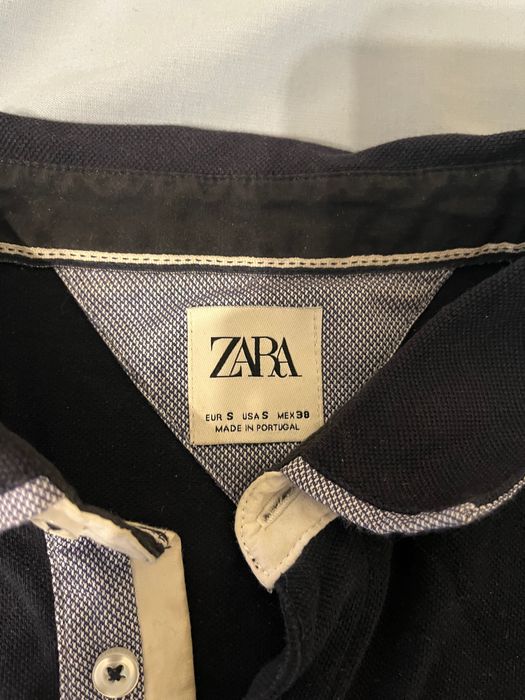 ZARA
EUR S USA S MEX 38
MADE IN PORTUGAL